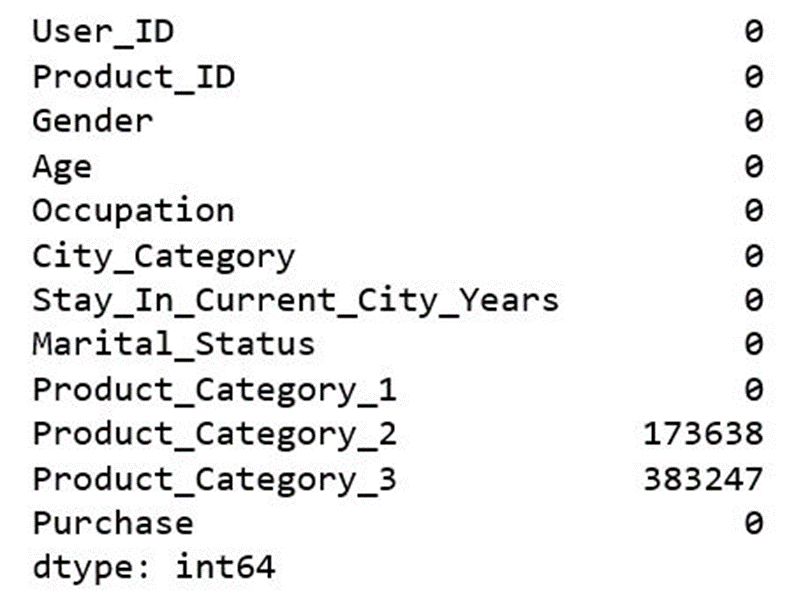 User_ID 0
Product_ID 0
Gender 0
Age 0
Occupation 0
City_Category 0
Stay_In_Current_City_Years 0
Marital_Status 0
Product_Category_1 0
Product_Category_2 173638
Product_Category_3 383247
Purchase 0
dtype: int64